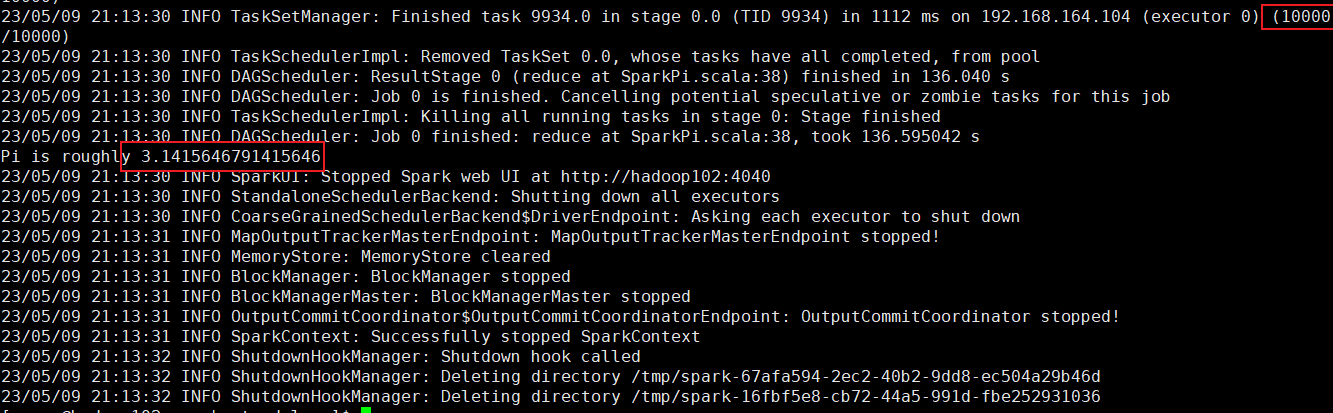 23/05/09 21:13:30 INFO TaskSetManager: Finished task 9934.0 in stage 0.0 (TID 9934) in 1112 ms on 192.168.164.104 (executor 0) (10000
/10000)
23/05/09 21:13:30 INFO TaskSchedulerImpl: Removed TaskSet 0.0, whose tasks have all completed, from pool
23/05/09 21:13:30 INFO DAGScheduler: ResultStage 0 (reduce at SparkPi.scala:38) finished in 136.040 s
23/05/09 21:13:30 INFO DAGScheduler: Job 0 is finished. Cancelling potential speculative or zombie tasks for this job
23/05/09 21:13:30 INFO TaskSchedulerImpl: Killing all running tasks in stage 0: Stage finished
23/05/09 21:13:30 INFO DAGScheduler: Job 0 finished: reduce at SparkPi.scala:38, took 136.595042 s
Pi is roughly 3.1415646791415646
23/05/09 21:13:30 INFO SparkUI: Stopped Spark web UI at http://hadoop102:4040
23/05/09 21:13:30 INFO StandaloneSchedulerBackend: Shutting down all executors
23/05/09 21:13:30 INFO CoarseGrainedSchedulerBackend$DriverEndpoint: Asking each executor to shut down
23/05/09 21:13:31 INFO MapOutputTrackerMasterEndpoint: MapOutputTrackerMasterEndpoint stopped!
23/05/09 21:13:31 INFO MemoryStore: MemoryStore cleared
23/05/09 21:13:31 INFO BlockManager: BlockManager stopped
23/05/09 21:13:31 INFO BlockManagerMaster: BlockManagerMaster stopped
23/05/09 21:13:31 INFO OutputCommitCoordinator$OutputCommitCoordinatorEndpoint: OutputCommitCoordinator stopped!
23/05/09 21:13:31 INFO SparkContext: Successfully stopped SparkContext
23/05/09 21:13:32 INFO ShutdownHookManager: Shutdown hook called
23/05/09 21:13:32 INFO ShutdownHookManager: Deleting directory /tmp/spark-67afa594-2ec2-40b2-9dd8-ec504a29b46d
23/05/09 21:13:32 INFO ShutdownHookManager: Deleting directory /tmp/spark-16fbf5e8-cb72-44a5-991d-fbe252931036